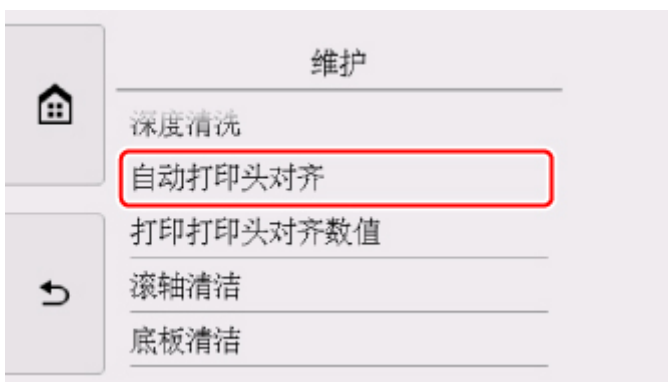 维护
深度清洗
自动打印头对齐
打印打印头对齐数值
滚轴清洁
底板清洁